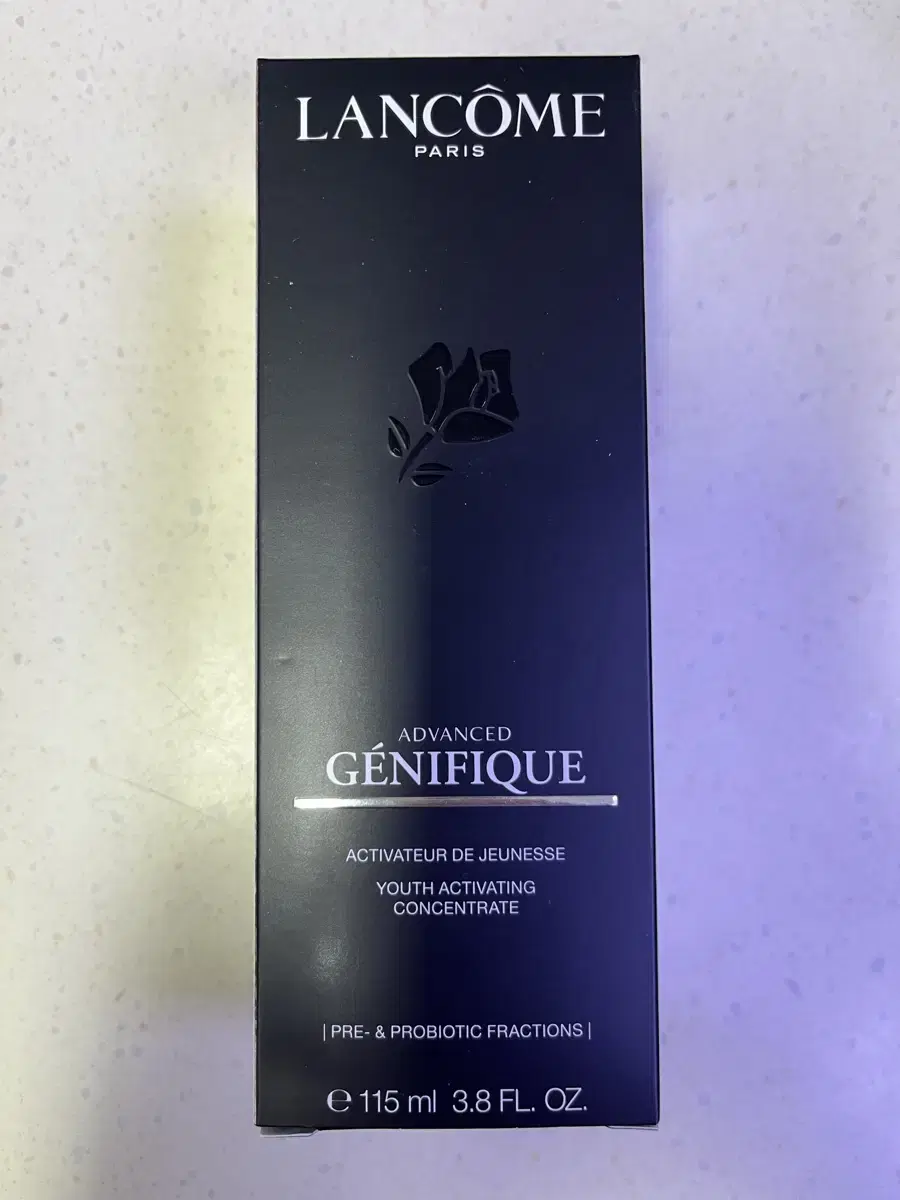 LANCÔME
PARIS
ADVANCED
GÉNIFIQUE
ACTIVATEUR DE JEUNESSE
YOUTH ACTIVATING
CONCENTRATE
| PRE- & PROBIOTIC FRACTIONS |
℮ 115 ml 3.8 FL. OZ.